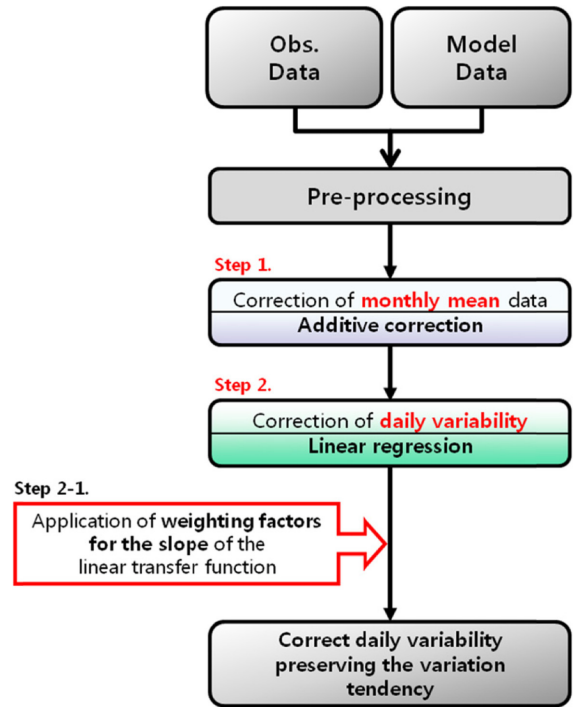 Obs.
Data
Model
Data
Pre-processing
Step 1.
Correction of monthly mean data
Additive correction
Step 2.
Correction of daily variability
Linear regression
Step 2-1.
Application of weighting factors
for the slope of the
linear transfer function
Correct daily variability
preserving the variation
tendency